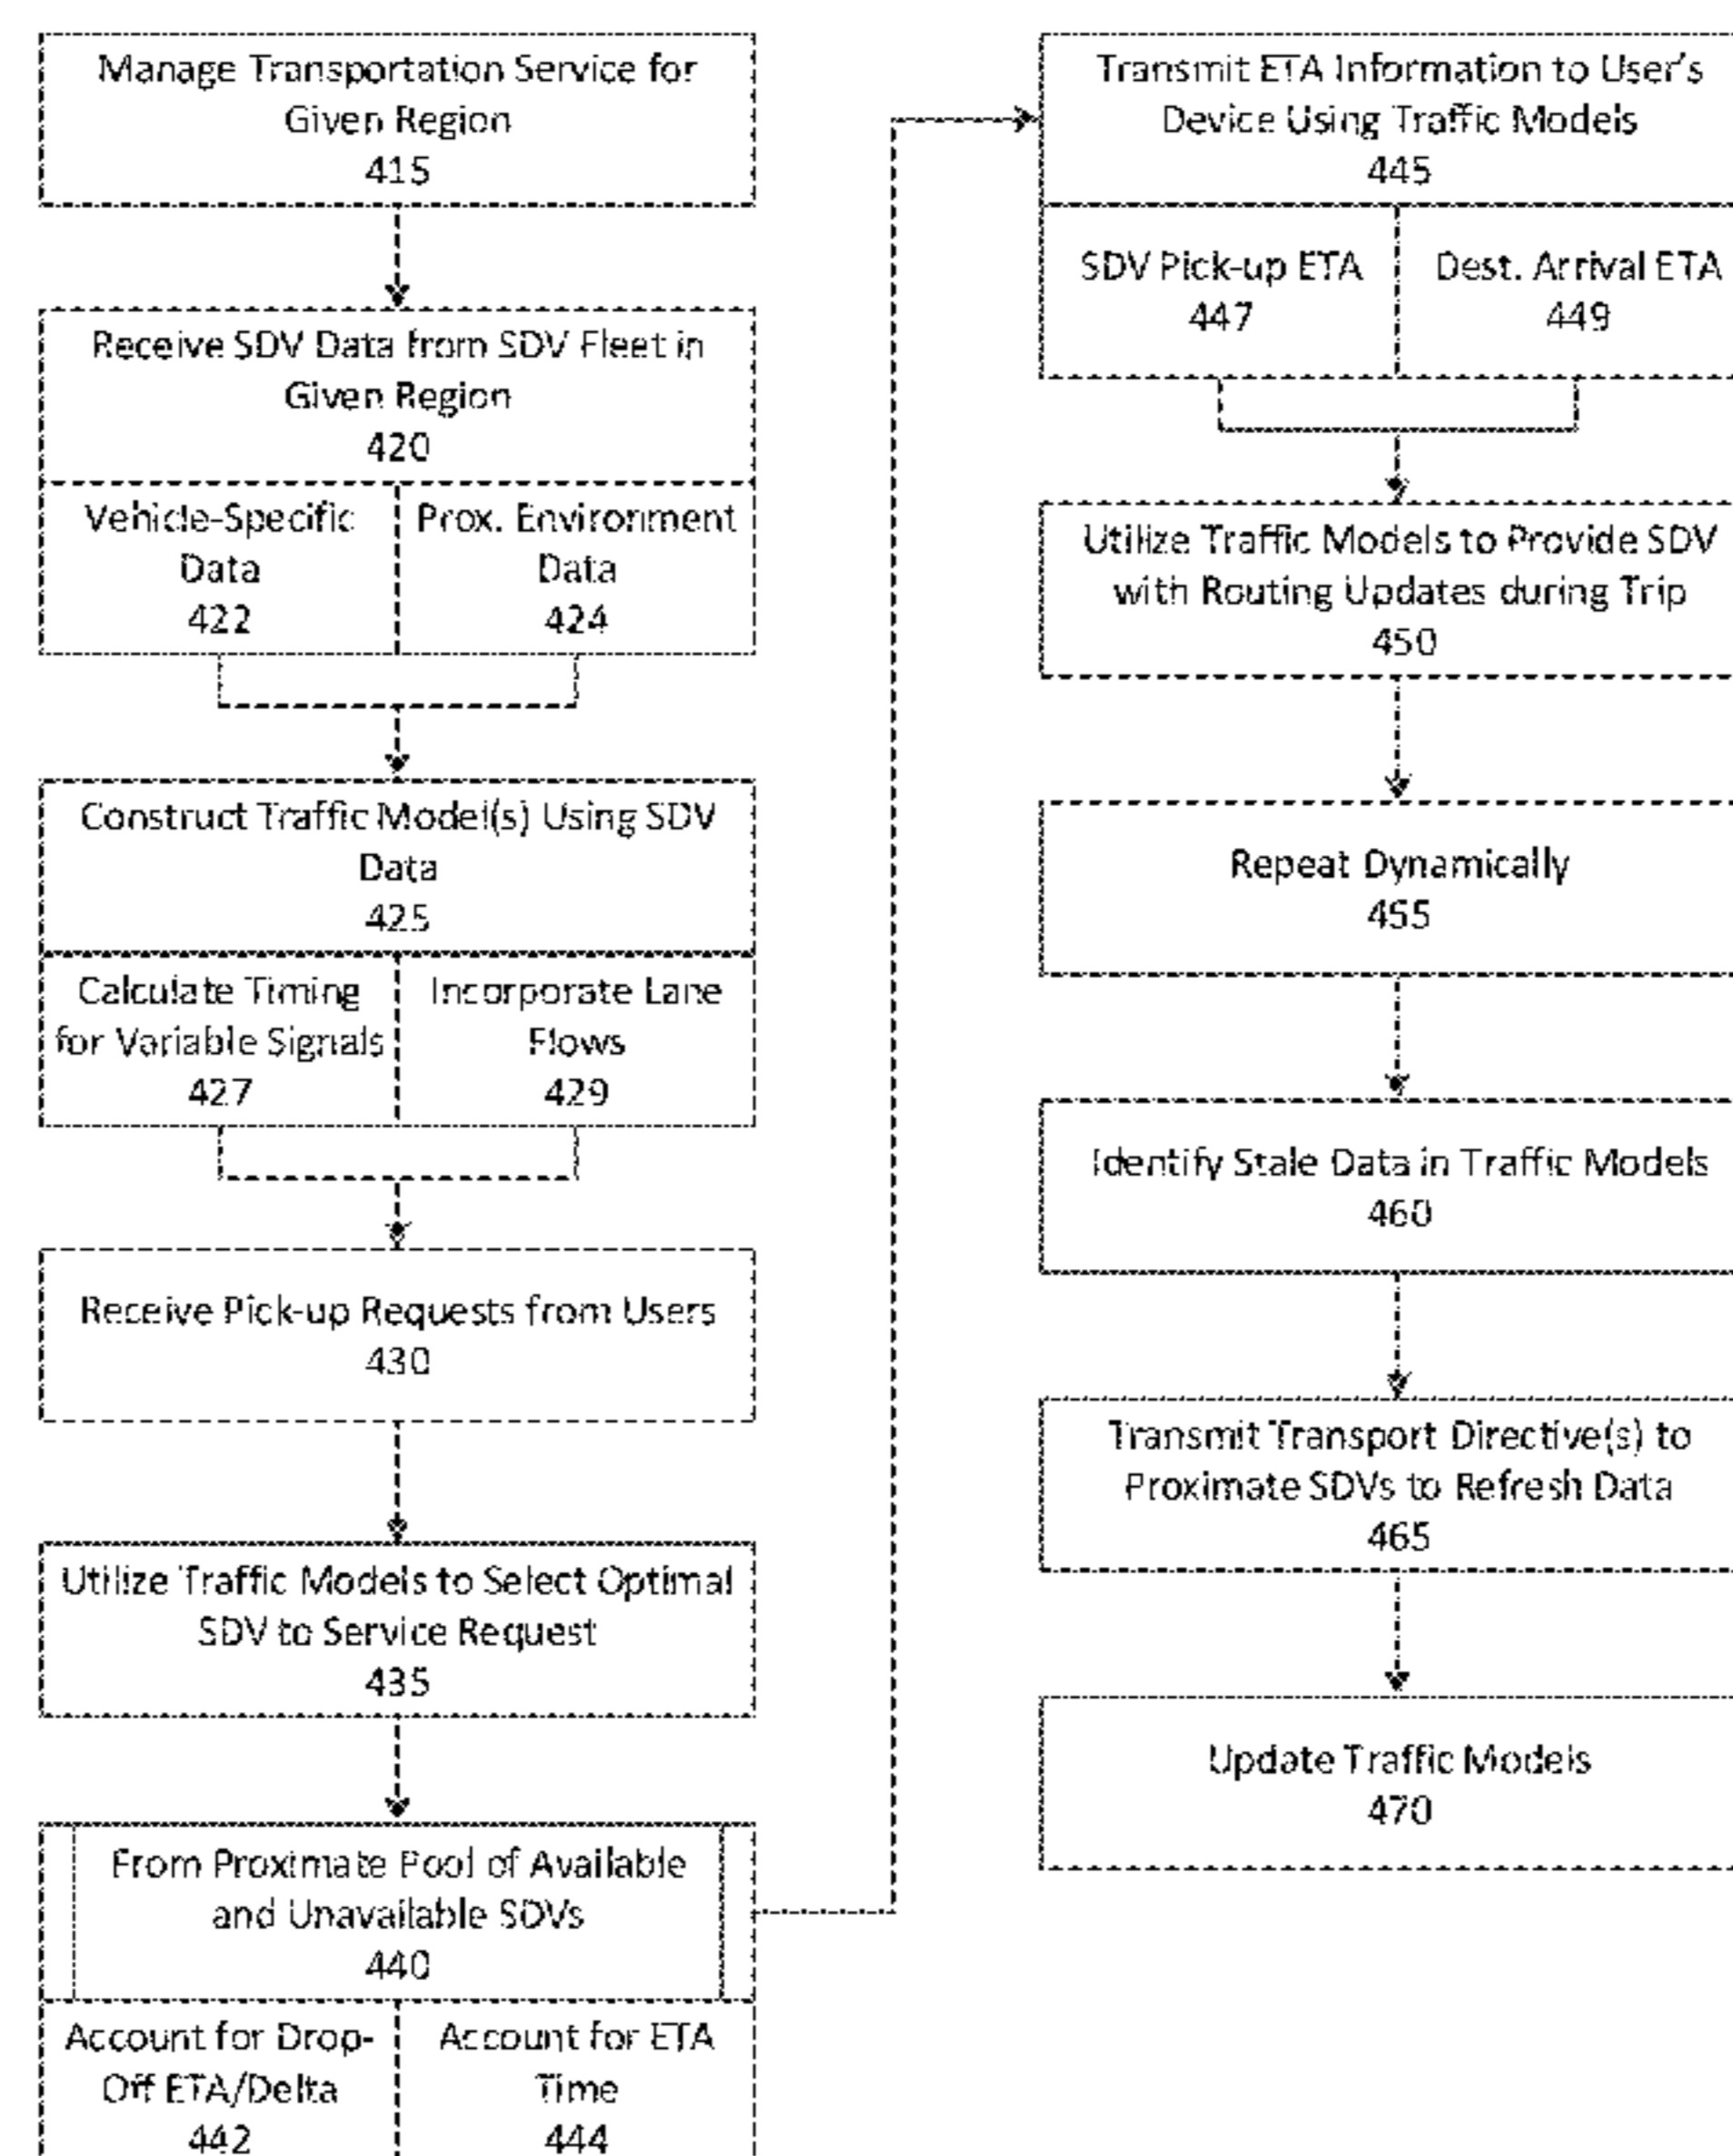 Manage Transportation Service for
Given Region
415
Receive SDV Data from SDV Fleet in
Given Region
420
Vehicle-Specific
Data
422
Prox. Environment
Data
424
Construct Traffic Model(s) Using SDV
Data
425
Calculate Timing
for Variable Signals
427
Incorporate Lane
Flows
429
Receive Pick-up Requests from Users
430
Utilize Traffic Models to Select Optimal
SDV to Service Request
435
From Proximate Pool of Available
and Unavailable SDVs
440
Account for Drop-
Off ETA/Delta
442
Account for ETA
Time
444
Transmit ETA Information to User's
Device Using Traffic Models
445
SDV Pick-up ETA
447
Dest. Arrival ETA
449
Utilize Traffic Models to Provide SDV
with Routing Updates during Trip
450
Repeat Dynamically
455
Identify Stale Data in Traffic Models
460
Transmit Transport Directive(s) to
Proximate SDVs to Refresh Data
465
Update Traffic Models
470